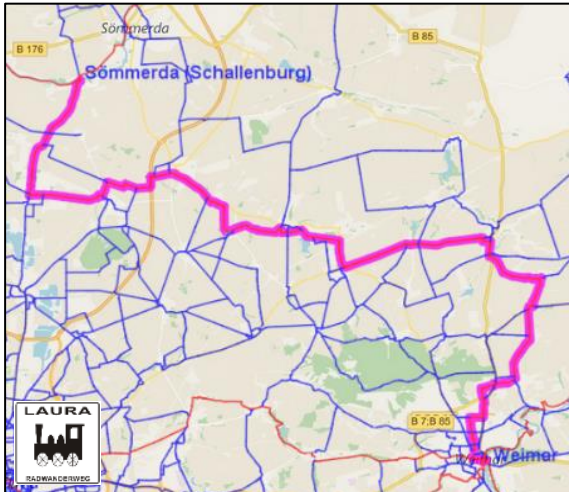 Sömmerda
B 176
B 85
Sömmerda (Schallenburg)
LAURA
RADWANDERWEG
B 7;B 85
Weimar